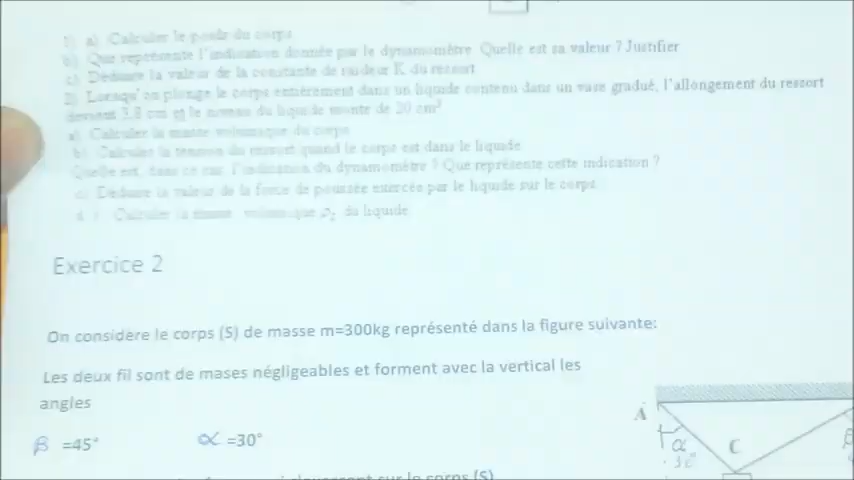 1) a) Calculer le poids du corps
b) Que représente l'indication donnée par le dynamomètre. Quelle est sa valeur ? Justifier
c) Déduire la valeur de la constante de raideur K du ressort
2) Lorsqu'on plonge le corps entièrement dans un liquide contenu dans un vase gradué, l'allongement du ressort
devient 3,8 cm et le niveau du liquide monte de 20 cm³
a) Calculer la masse volumique du corps
b) Calculer la tension du ressort quand le corps est dans le liquide
Quelle est, dans ce cas, l'indication du dynamomètre ? Que représente cette indication ?
c) Déduire la valeur de la force de poussée exercée par le liquide sur le corps
Calculer la masse volumique du liquide
Exercice 2
On considere le corps (S) de masse m=300kg représenté dans la figure suivante:
Les deux fil sont de mases négligeables et forment avec la vertical les
angles
β =45° α =30°
sur le corps (S)
A
C
α
β
30°